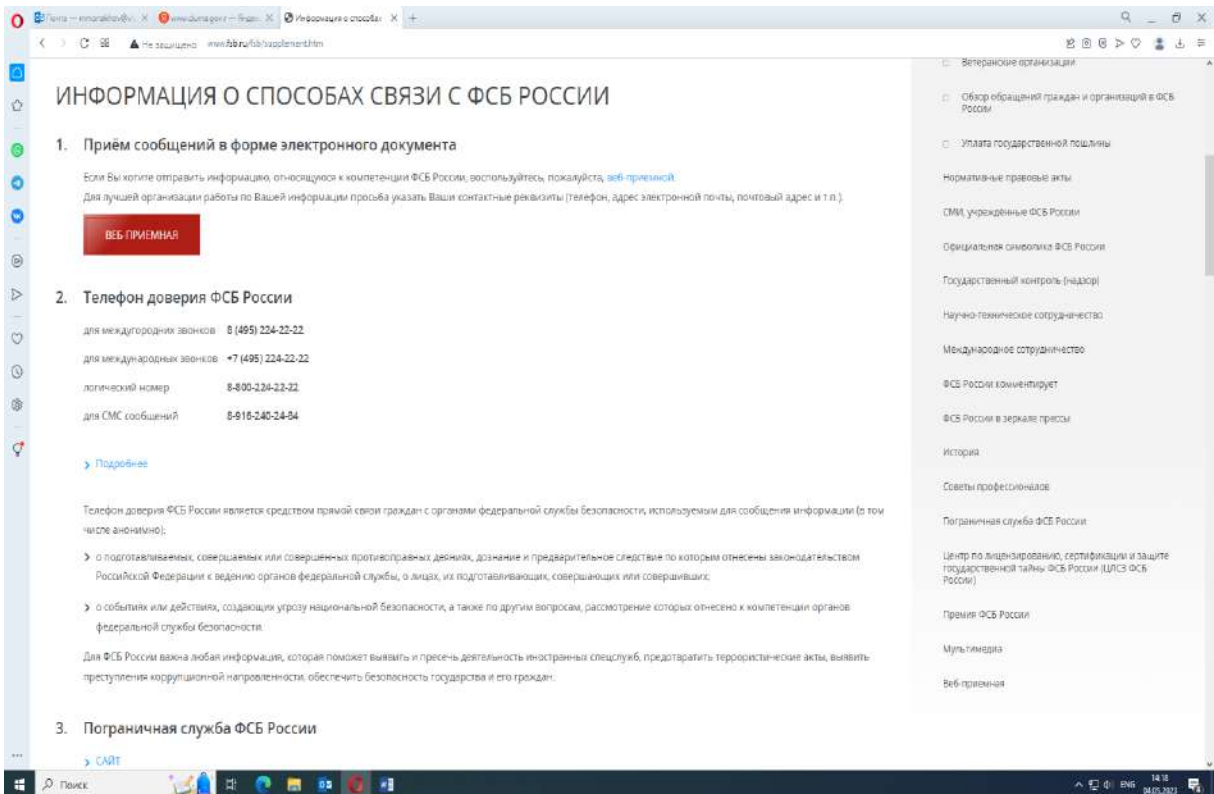 Не защищено www.fsb.ru/fsb/supplement.htm
ИНФОРМАЦИЯ О СПОСОБАХ СВЯЗИ С ФСБ РОССИИ
1. Приём сообщений в форме электронного документа
Если Вы хотите отправить информацию, относящуюся к компетенции ФСБ России, воспользуйтесь, пожалуйста, веб-приемной.
Для лучшей организации работы по Вашей информации просьба указать Ваши контактные реквизиты (телефон, адрес электронной почты, почтовый адрес и т.п.).
ВЕБ-ПРИЕМНАЯ
2. Телефон доверия ФСБ России
для междугородних звонков 8 (495) 224-22-22
для международных звонков +7 (495) 224-22-22
логический номер 8-800-224-22-22
для СМС сообщений 8-916-240-24-84
Подробнее
Телефон доверия ФСБ России является средством прямой связи граждан с органами федеральной службы безопасности, используемым для сообщения информации (в том
числе анонимно):
о подготавливаемых, совершаемых или совершенных противоправных деяниях, дознание и предварительное следствие по которым отнесены законодательством
Российской Федерации к ведению органов федеральной службы, о лицах, их подготавливающих, совершающих или совершивших;
о событиях или действиях, создающих угрозу национальной безопасности, а также по другим вопросам, рассмотрение которых отнесено к компетенции органов
федеральной службы безопасности.
Для ФСБ России важна любая информация, которая поможет выявить и пресечь деятельность иностранных спецслужб, предотвратить террористические акты, выявить
преступления коррупционной направленности, обеспечить безопасность государства и его граждан.
3. Пограничная служба ФСБ России
САЙТ
Ветеранские организации
Обзор обращений граждан и организаций в ФСБ
России
Уплата государственной пошлины
Нормативные правовые акты
СМИ, учрежденные ФСБ России
Официальная символика ФСБ России
Государственный контроль (надзор)
Научно-техническое сотрудничество
Международное сотрудничество
ФСБ России комментирует
ФСБ России в зеркале прессы
История
Советы профессионалов
Пограничная служба ФСБ России
Центр по лицензированию, сертификации и защите
государственной тайны ФСБ России (ЦЛСЗ ФСБ
России)
Премия ФСБ России
Мультимедиа
Веб-приемная
Поиск
ENG
14:18
04.05.2023